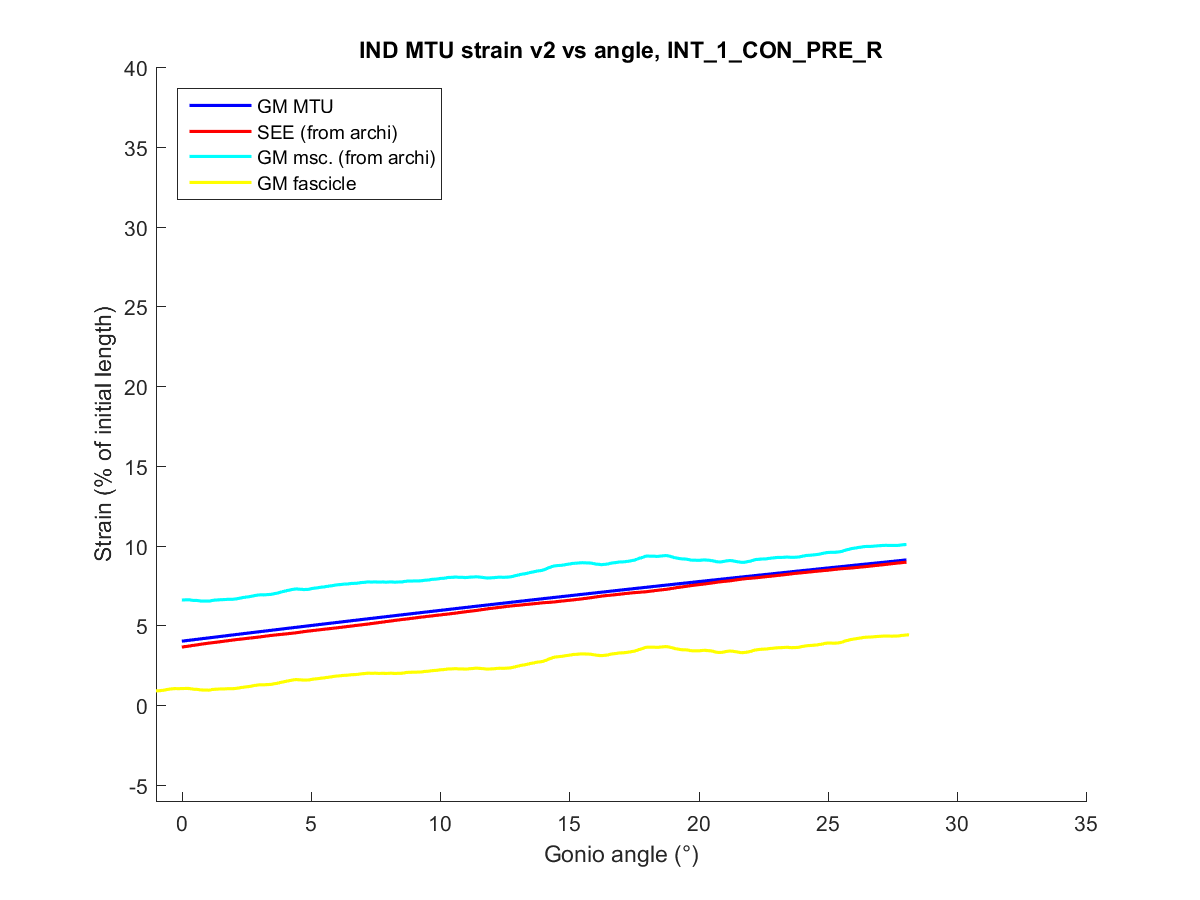 IND MTU strain v2 vs angle, INT_1_CON_PRE_R
40
35
30
25
20
15
10
5
0
-5
Strain (% of initial length)
GM MTU
SEE (from archi)
GM msc. (from archi)
GM fascicle
0 5 10 15 20 25 30 35
Gonio angle (°)